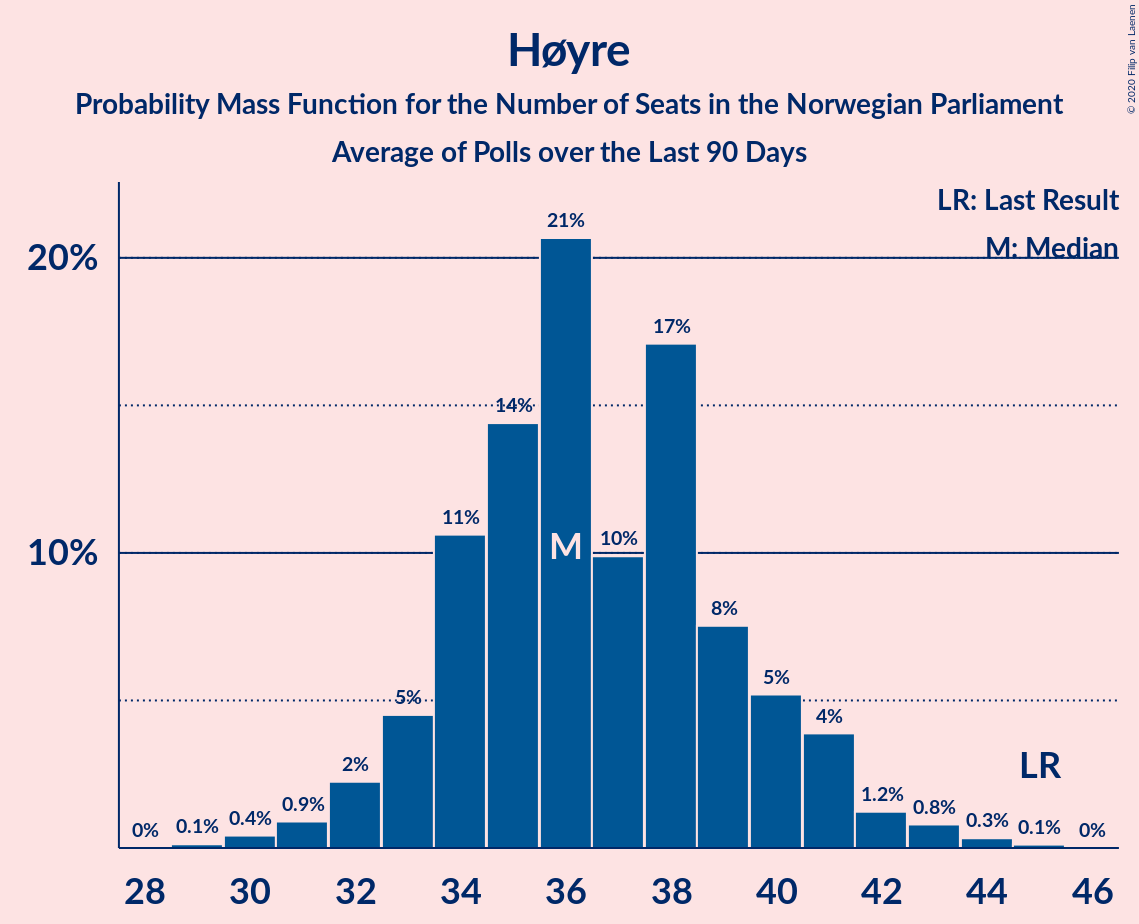 Høyre
Probability Mass Function for the Number of Seats in the Norwegian Parliament
Average of Polls over the Last 90 Days
© 2020 Filip van Laenen
LR: Last Result
M: Median
20%
10%
0%
0.1%
0.4%
0.9%
2%
5%
11%
14%
21%
10%
17%
8%
5%
4%
1.2%
0.8%
0.3%
0.1%
0%
M
LR
28 30 32 34 36 38 40 42 44 46